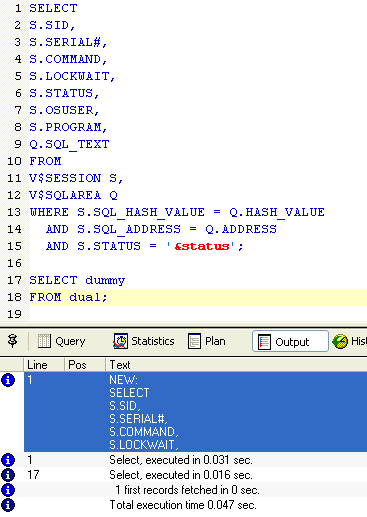 1 SELECT
2 S.SID,
3 S.SERIAL#,
4 S.COMMAND,
5 S.LOCKWAIT,
6 S.STATUS,
7 S.OSUSER,
8 S.PROGRAM,
9 Q.SQL_TEXT
10 FROM
11 V$SESSION S,
12 V$SQLAREA Q
13 WHERE S.SQL_HASH_VALUE = Q.HASH_VALUE
14 AND S.SQL_ADDRESS = Q.ADDRESS
15 AND S.STATUS = '&status';
16
17 SELECT dummy
18 FROM dual;
19
Query Statistics Plan Output Hist
Line Pos Text
1 NEW:
SELECT
S.SID,
S.SERIAL#,
S.COMMAND,
S.LOCKWAIT,
1 Select, executed in 0.031 sec.
17 Select, executed in 0.016 sec.
1 first records fetched in 0 sec.
Total execution time 0.047 sec.